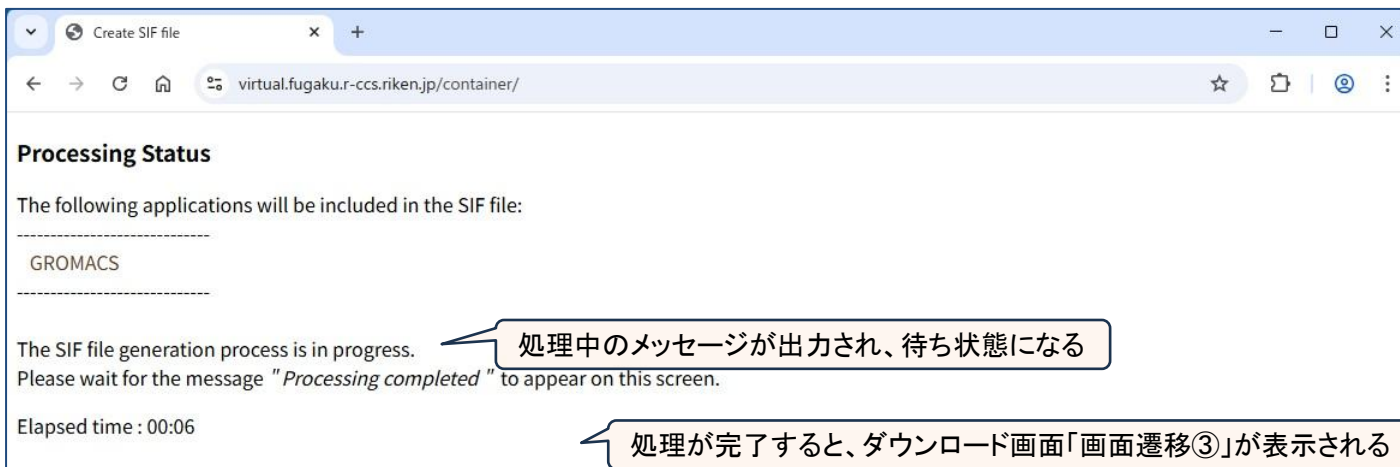 Create SIF file
virtual.fugaku.r-ccs.riken.jp/container/
Processing Status
The following applications will be included in the SIF file:
-----------------------------
GROMACS
-----------------------------
The SIF file generation process is in progress.
処理中のメッセージが出力され、待ち状態になる
Please wait for the message "Processing completed " to appear on this screen.
Elapsed time : 00:06
処理が完了すると、ダウンロード画面「画面遷移③」が表示される